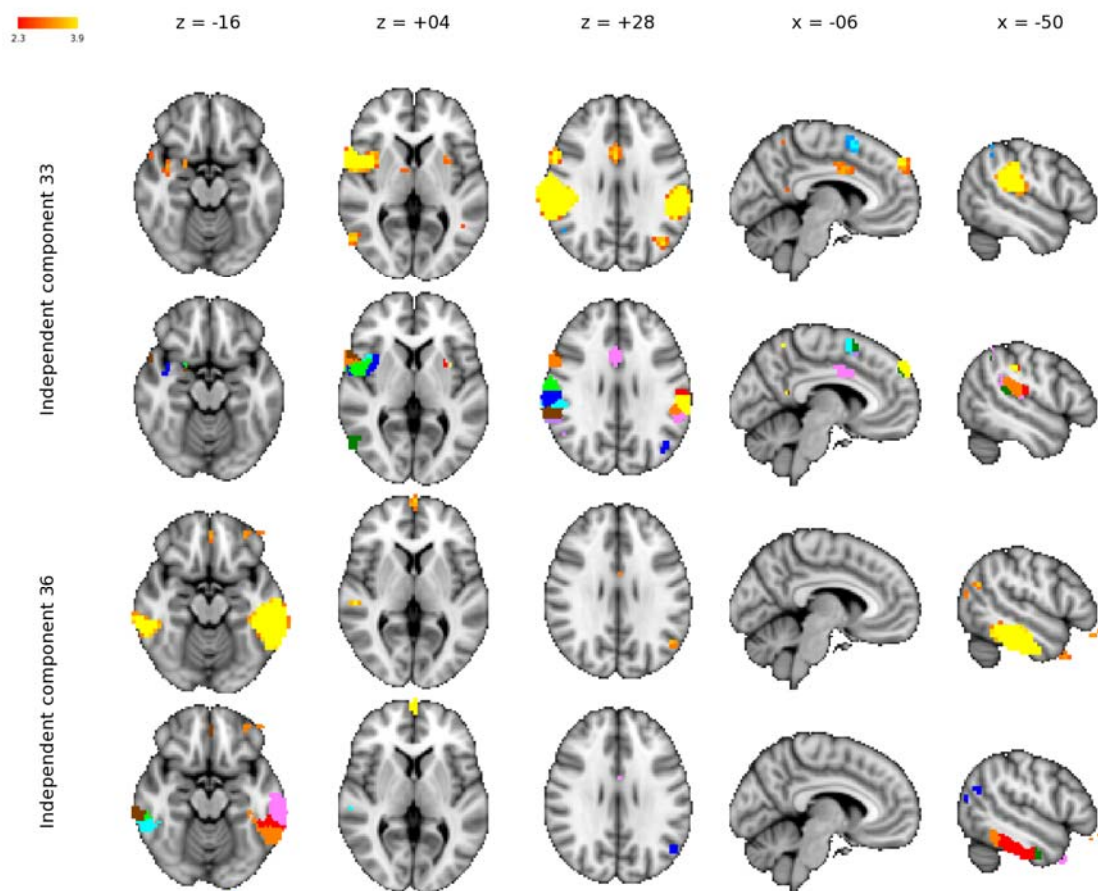 z = -16
z = +04
z = +28
x = -06
x = -50
2.3
3.9
Independent component 33
Independent component 36